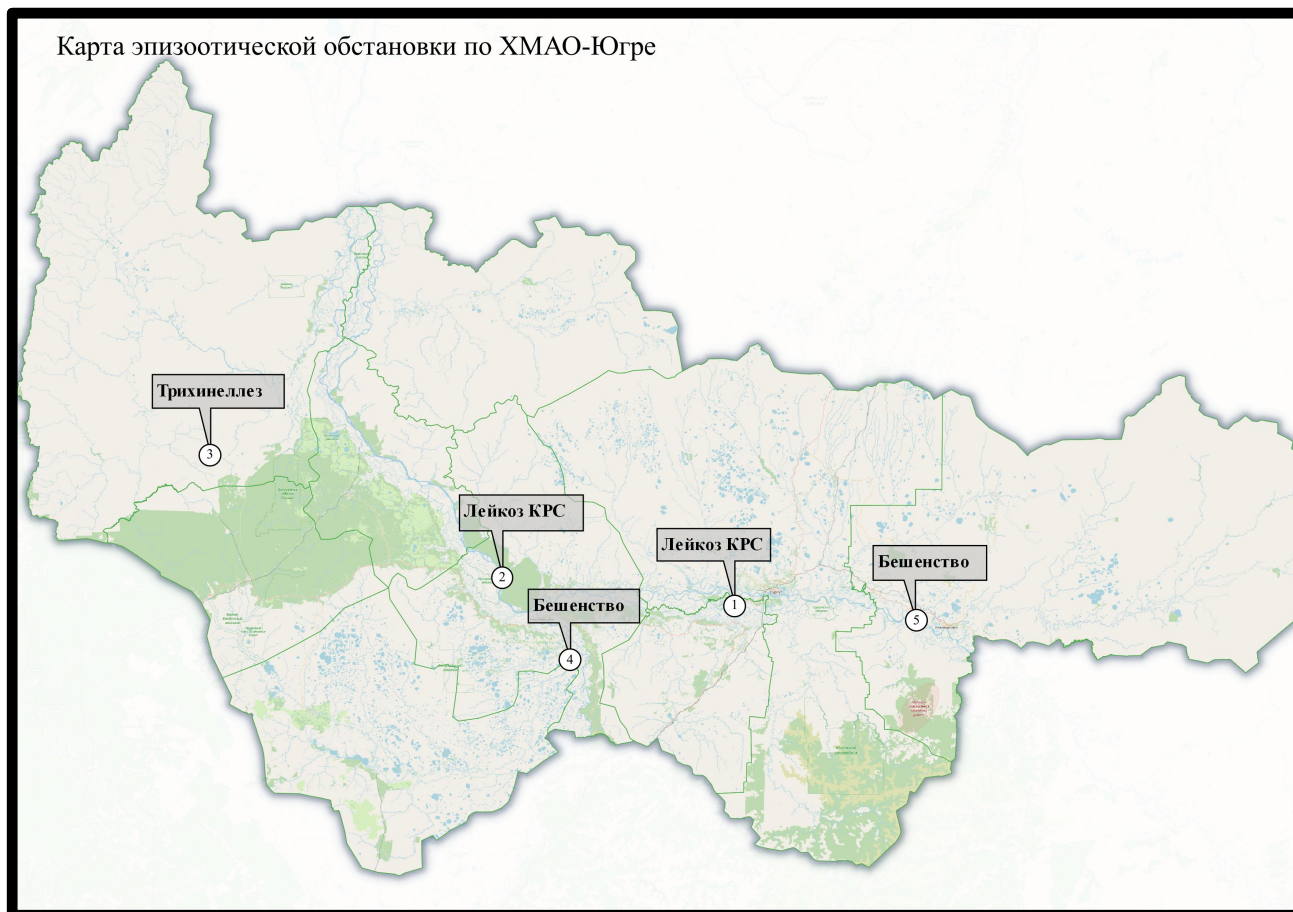 Карта эпизоотической обстановки по ХМАО-Югре
Трихинеллез
3
Лейкоз КРС
2
Лейкоз КРС
1
Бешенство
5
Бешенство
4